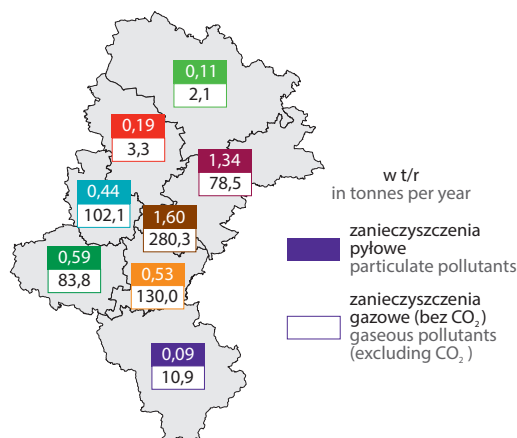 0,11
2,1
0,19
3,3
1,34
78,5
0,44
102,1
1,60
280,3
0,59
83,8
0,53
130,0
0,09
10,9
w t/r
in tonnes per year
zanieczyszczenia
pyłowe
particulate pollutants
zanieczyszczenia
gazowe (bez CO₂)
gaseous pollutants
(excluding CO₂ )